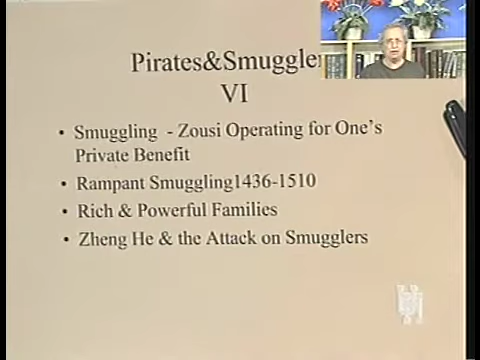 Pirates&Smuggler
VI
• Smuggling - Zousi Operating for One's
Private Benefit
• Rampant Smuggling1436-1510
• Rich & Powerful Families
• Zheng He & the Attack on Smugglers